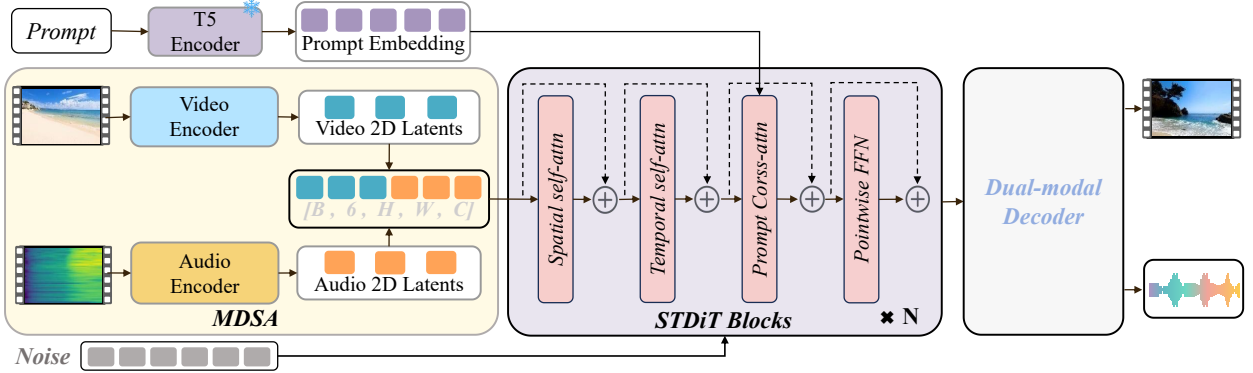 Prompt
T5
Encoder
Prompt Embedding
Video
Encoder
Video 2D Latents
[B , 6 , H , W , C]
Audio
Encoder
Audio 2D Latents
MDSA
Spatial self-attn
Temporal self-attn
Prompt Corss-attn
Pointwise FFN
STDiT Blocks
✖ N
Dual-modal
Decoder
Noise